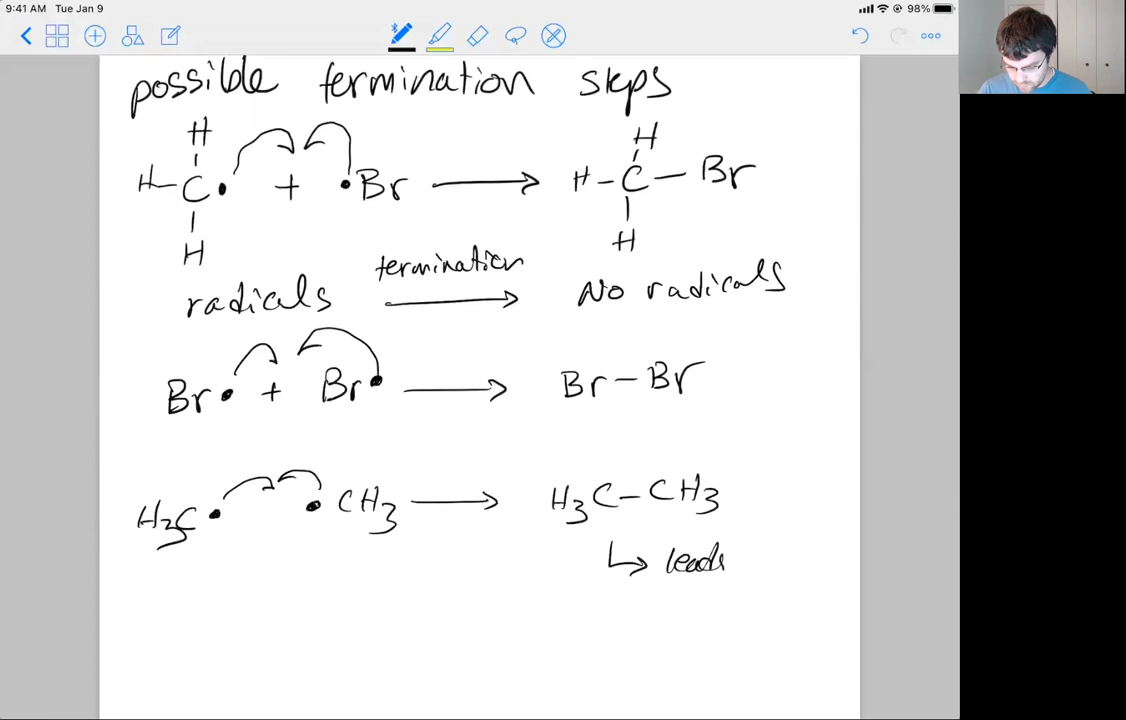 9:41 AM Tue Jan 9
98%
possible termination steps
H H
H-C• + •Br → H-C-Br
H H
termination
radicals → No radicals
Br• + Br• → Br-Br
H3C• •CH3 → H3C-CH3
↳ leads